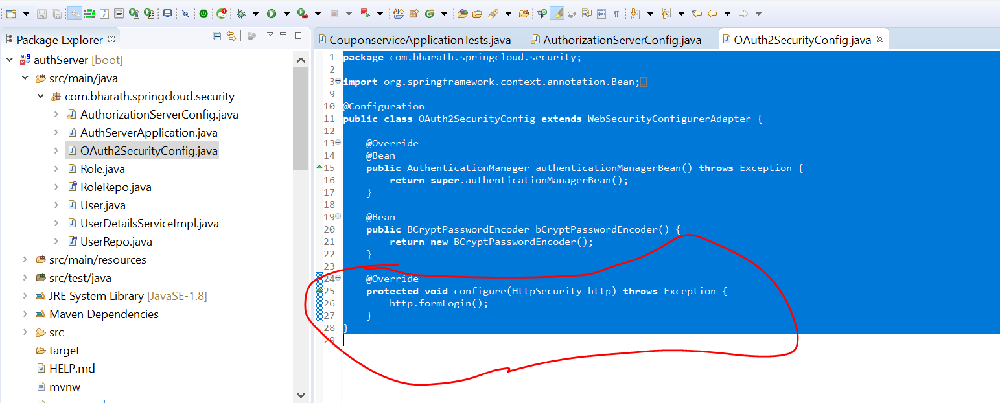 Package Explorer
authServer [boot]
src/main/java
com.bharath.springcloud.security
AuthorizationServerConfig.java
AuthServerApplication.java
OAuth2SecurityConfig.java
Role.java
RoleRepo.java
User.java
UserDetailsServiceImpl.java
UserRepo.java
src/main/resources
src/test/java
JRE System Library [JavaSE-1.8]
Maven Dependencies
src
target
HELP.md
mvnw
CouponserviceApplicationTests.java AuthorizationServerConfig.java OAuth2SecurityConfig.java
1 package com.bharath.springcloud.security;
2
3 import org.springframework.context.annotation.Bean;
9
10 @Configuration
11 public class OAuth2SecurityConfig extends WebSecurityConfigurerAdapter {
12
13 @Override
14 @Bean
15 public AuthenticationManager authenticationManagerBean() throws Exception {
16 return super.authenticationManagerBean();
17 }
18
19 @Bean
20 public BCryptPasswordEncoder bCryptPasswordEncoder() {
21 return new BCryptPasswordEncoder();
22 }
23
24 @Override
25 protected void configure(HttpSecurity http) throws Exception {
26 http.formLogin();
27 }
28 }
29